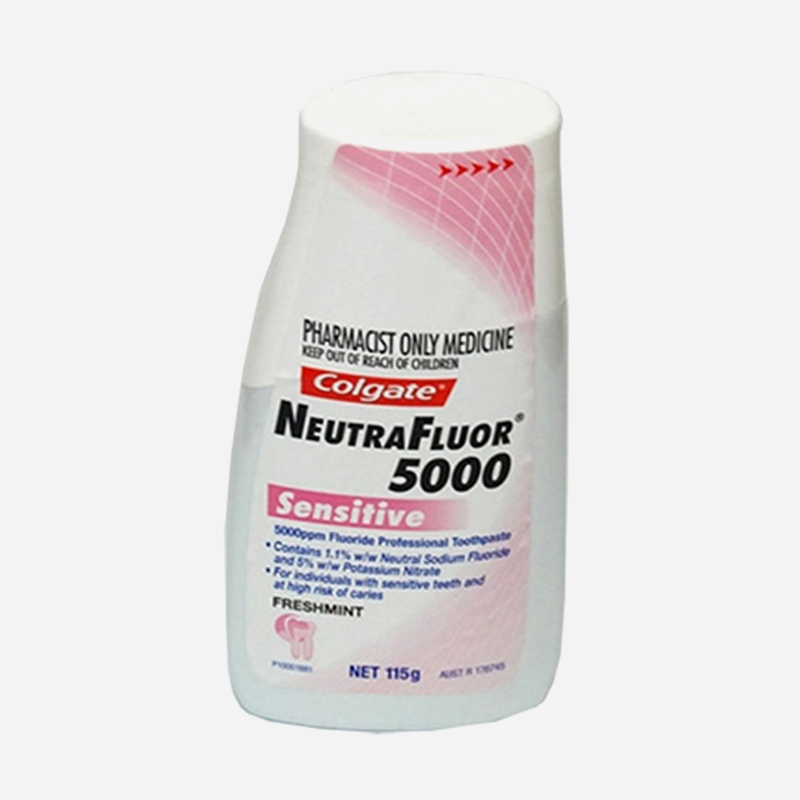 PHARMACIST ONLY MEDICINE
KEEP OUT OF REACH OF CHILDREN
Colgate®
NEUTRAFLUOR®
5000
Sensitive
5000ppm Fluoride Professional Toothpaste
• Contains 1.1% w/w Neutral Sodium Fluoride
and 5% w/w Potassium Nitrate
• For individuals with sensitive teeth and
at high risk of caries
FRESHMINT
NET 115g
AUST R